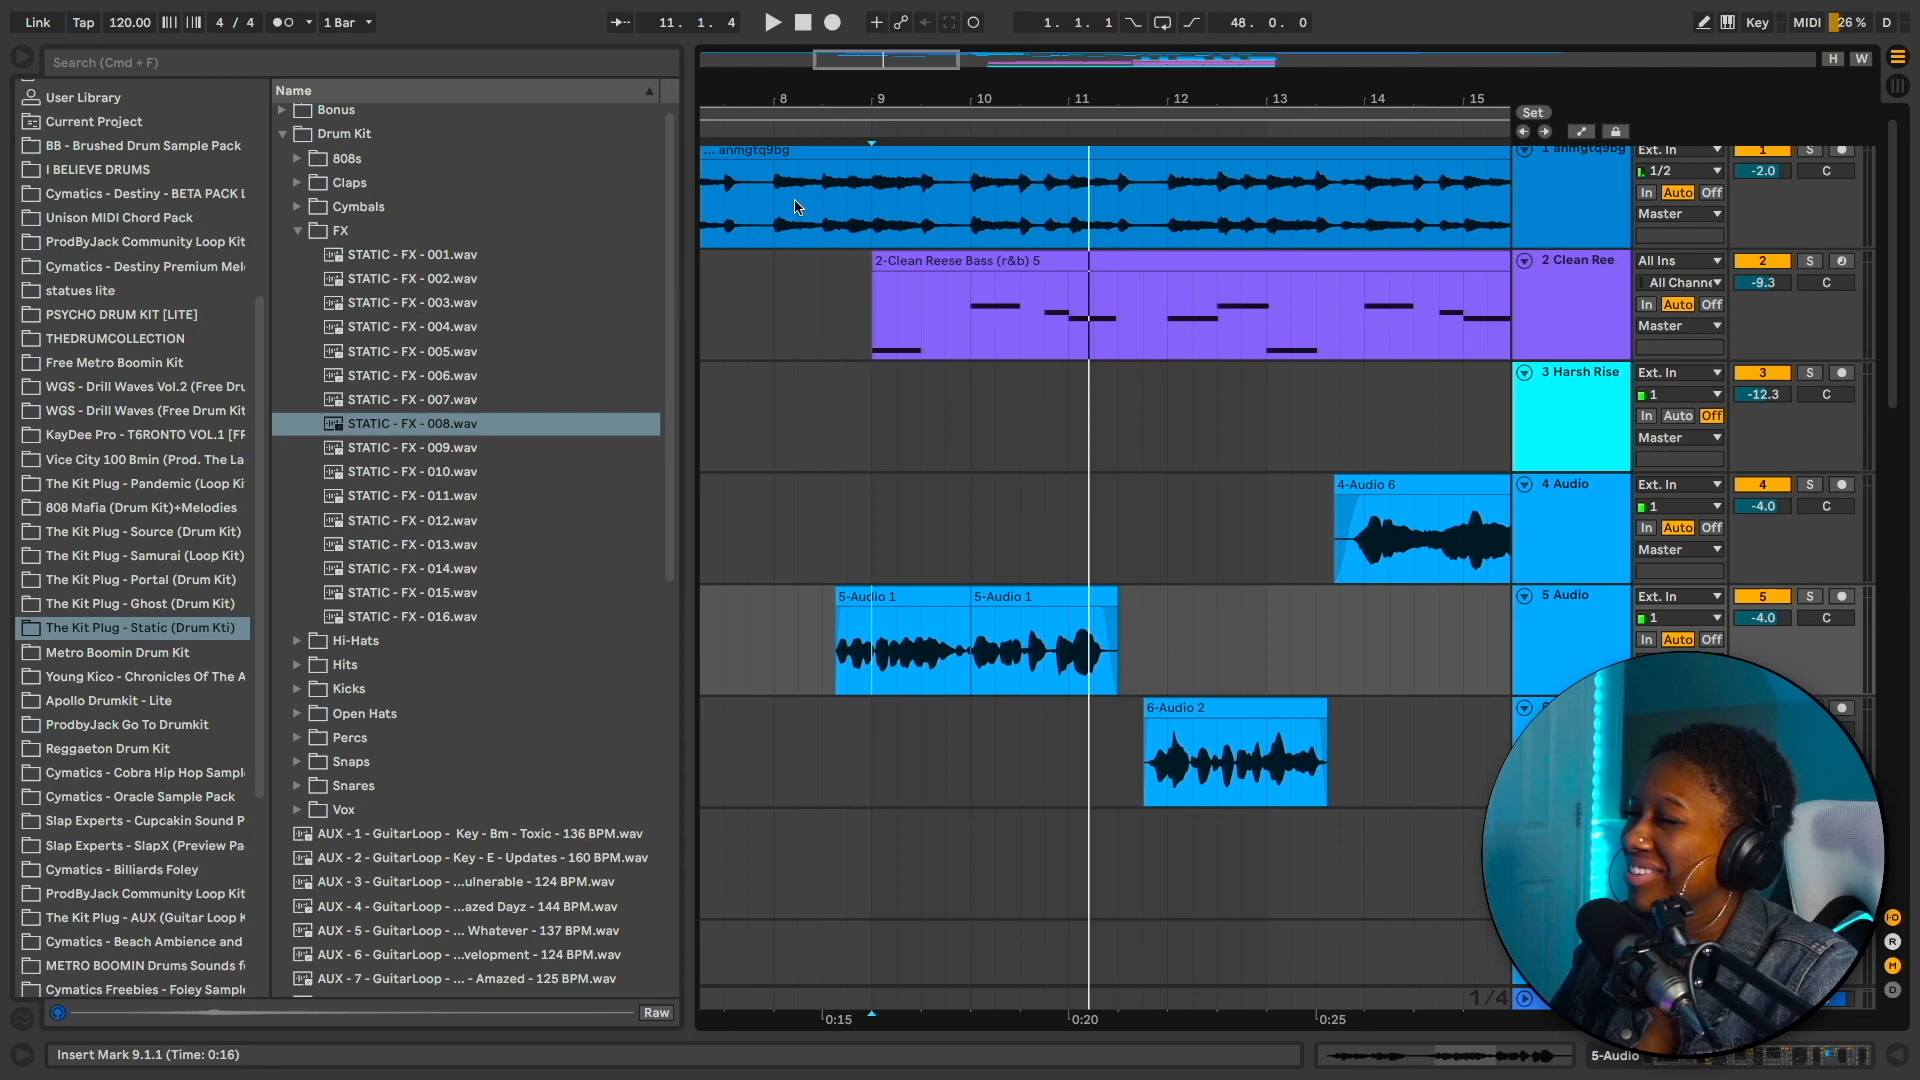 Link
Tap
120.00
4 / 4
1 Bar
11. 1. 4
1. 1. 1
48. 0. 0
Key
MIDI
26 %
D
Search (Cmd + F)
H
W
User Library
Current Project
BB - Brushed Drum Sample Pack
I BELIEVE DRUMS
Cymatics - Destiny - BETA PACK L
Unison MIDI Chord Pack
ProdByJack Community Loop Kit
Cymatics - Destiny Premium Mel
statues lite
PSYCHO DRUM KIT [LITE]
THEDRUMCOLLECTION
Free Metro Boomin Kit
WGS - Drill Waves Vol.2 (Free Dru
WGS - Drill Waves (Free Drum Kit
KayDee Pro - T6RONTO VOL.1 [FR
Vice City 100 Bmin (Prod. The La
The Kit Plug - Pandemic (Loop Ki
808 Mafia (Drum Kit)+Melodies
The Kit Plug - Source (Drum Kit)
The Kit Plug - Samurai (Loop Kit)
The Kit Plug - Portal (Drum Kit)
The Kit Plug - Ghost (Drum Kit)
The Kit Plug - Static (Drum Kti)
Metro Boomin Drum Kit
Young Kico - Chronicles Of The A
Apollo Drumkit - Lite
ProdbyJack Go To Drumkit
Reggaeton Drum Kit
Cymatics - Cobra Hip Hop Sampl
Cymatics - Oracle Sample Pack
Slap Experts - Cupcakin Sound P
Slap Experts - SlapX (Preview Pa
Cymatics - Billiards Foley
ProdByJack Community Loop Kit
The Kit Plug - AUX (Guitar Loop K
Cymatics - Beach Ambience and
METRO BOOMIN Drums Sounds f
Cymatics Freebies - Foley Sample
Name
Bonus
Drum Kit
808s
Claps
Cymbals
FX
STATIC - FX - 001.wav
STATIC - FX - 002.wav
STATIC - FX - 003.wav
STATIC - FX - 004.wav
STATIC - FX - 005.wav
STATIC - FX - 006.wav
STATIC - FX - 007.wav
STATIC - FX - 008.wav
STATIC - FX - 009.wav
STATIC - FX - 010.wav
STATIC - FX - 011.wav
STATIC - FX - 012.wav
STATIC - FX - 013.wav
STATIC - FX - 014.wav
STATIC - FX - 015.wav
STATIC - FX - 016.wav
Hi-Hats
Hits
Kicks
Open Hats
Percs
Snaps
Snares
Vox
AUX - 1 - GuitarLoop - Key - Bm - Toxic - 136 BPM.wav
AUX - 2 - GuitarLoop - Key - E - Updates - 160 BPM.wav
AUX - 3 - GuitarLoop - ...ulnerable - 124 BPM.wav
AUX - 4 - GuitarLoop - ...azed Dayz - 144 BPM.wav
AUX - 5 - GuitarLoop - ... Whatever - 137 BPM.wav
AUX - 6 - GuitarLoop - ...velopment - 124 BPM.wav
AUX - 7 - GuitarLoop - ... - Amazed - 125 BPM.wav
Raw
8 9 10 11 12 13 14 15
Set
... anmgtq9bg
1 anmgtq9bg
Ext. In
1
S
1/2
-2.0
C
In Auto Off
Master
2-Clean Reese Bass (r&b) 5
2 Clean Ree
All Ins
2
S
All Channe
-9.3
C
In Auto Off
Master
3 Harsh Rise
Ext. In
3
S
1
-12.3
C
In Auto Off
Master
4-Audio 6
4 Audio
Ext. In
4
S
1
-4.0
C
In Auto Off
Master
5-Audio 1
5-Audio 1
5 Audio
Ext. In
5
S
1
-4.0
C
In Auto Off
6-Audio 2
1/4
0:15
0:20
0:25
I·O
R
M
D
Insert Mark 9.1.1 (Time: 0:16)
5-Audio